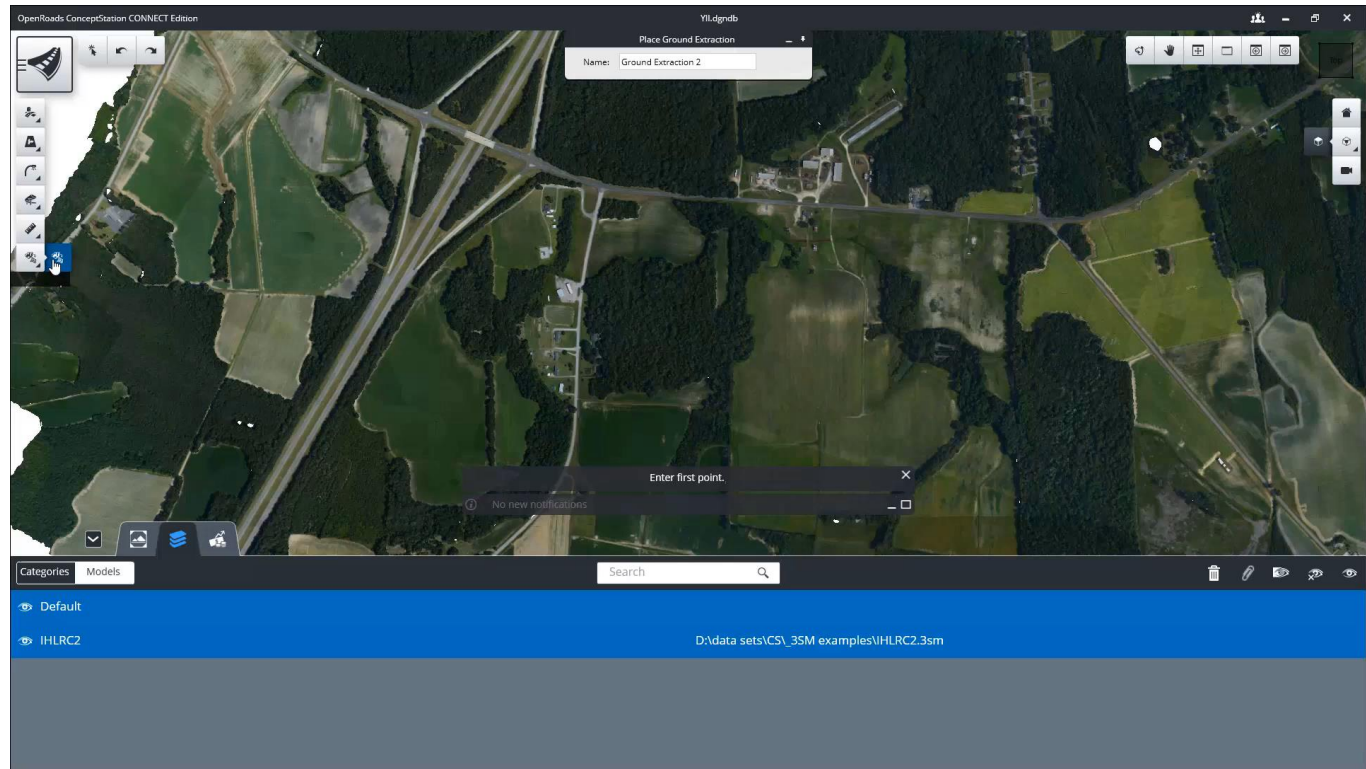 OpenRoads ConceptStation CONNECT Edition
Yll.dgndb
Place Ground Extraction
Name: Ground Extraction 2
Enter first point.
No new notifications
Categories Models
Search
Default
IHLRC2 D:\data sets\CS\_3SM examples\IHLRC2.3sm